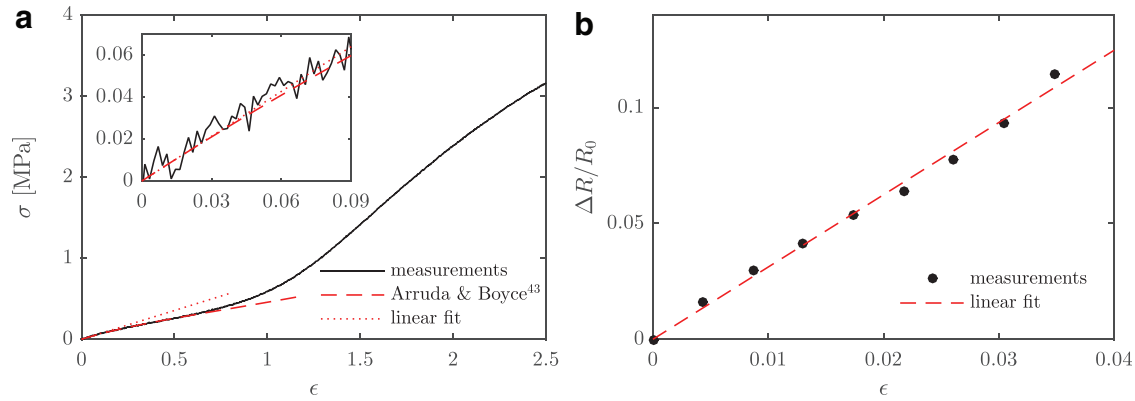 a
4
3
2
1
0
σ [MPa]
0.06
0.04
0.02
0
0
0.03
0.06
0.09
measurements
Arruda & Boyce43
linear fit
0
0.5
1
1.5
2
2.5
ϵ
b
0.1
0.05
0
ΔR/R0
measurements
linear fit
0
0.01
0.02
0.03
0.04
ϵ